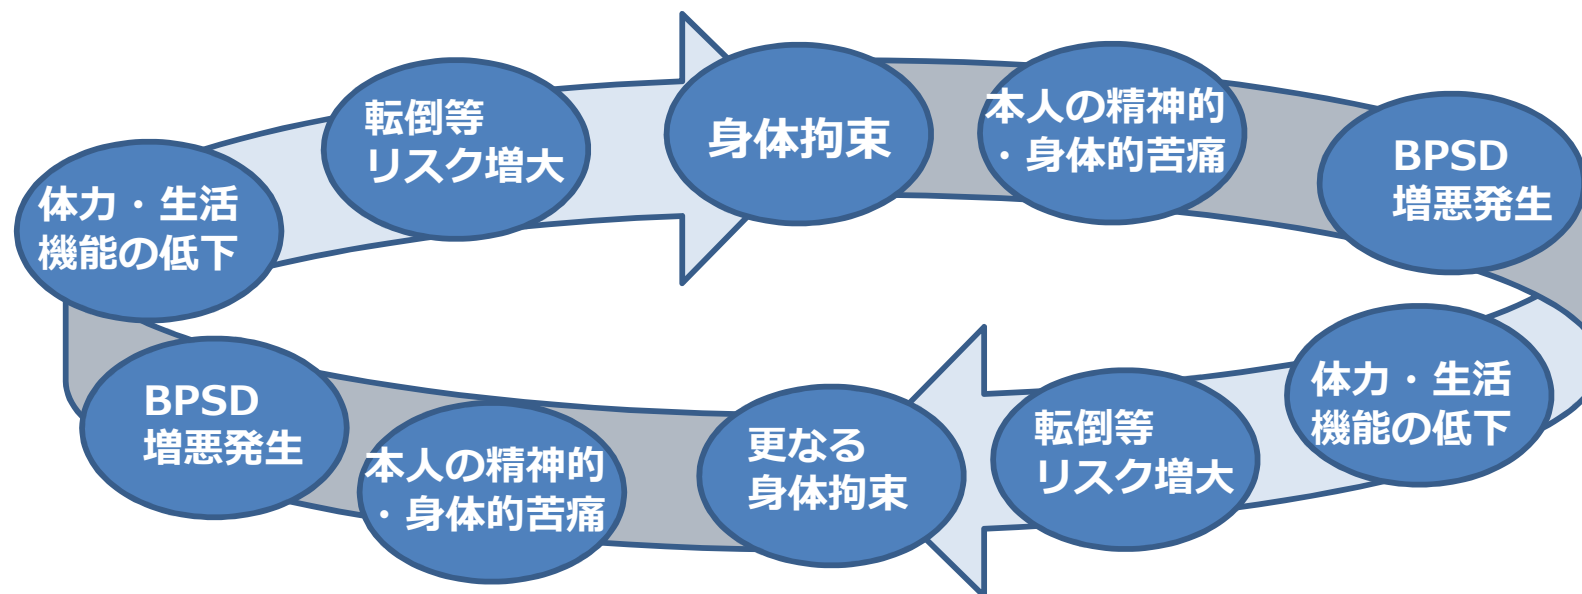 転倒等
リスク増大
身体拘束
本人の精神的
・身体的苦痛
BPSD
増悪発生
体力・生活
機能の低下
体力・生活
機能の低下
転倒等
リスク増大
更なる
身体拘束
本人の精神的
・身体的苦痛
BPSD
増悪発生